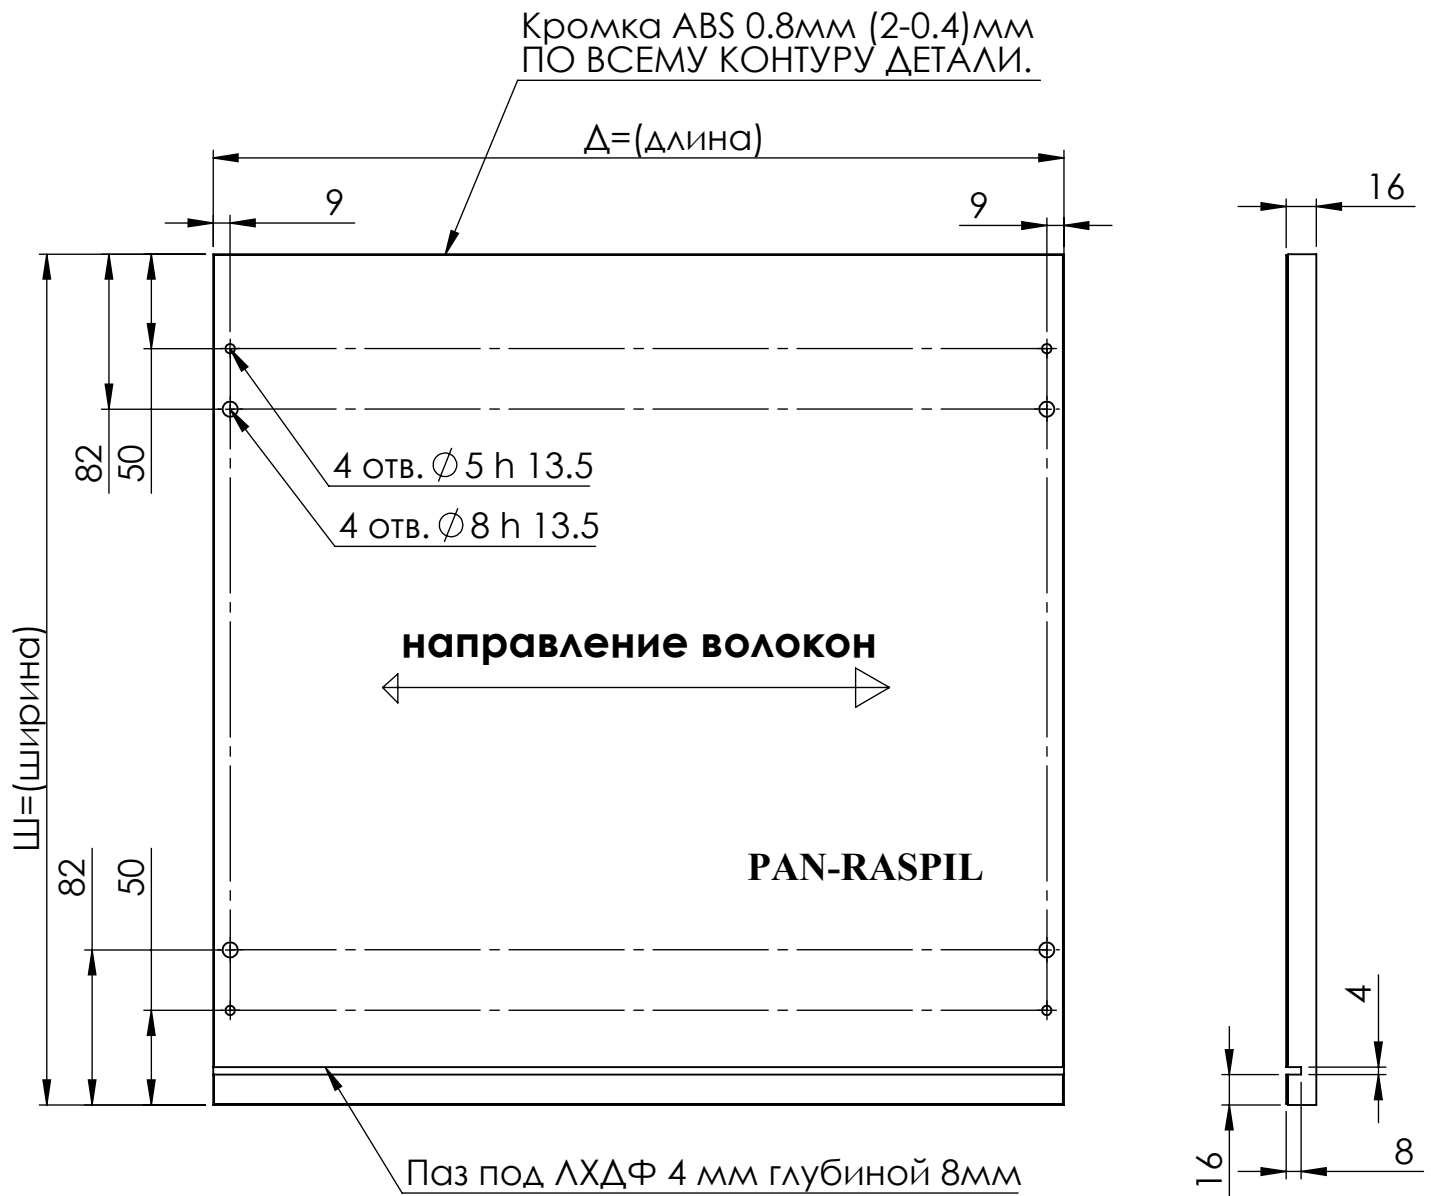 Кромка ABS 0.8мм (2-0.4)мм
ПО ВСЕМУ КОНТУРУ ДЕТАЛИ.
Д=(длина)
9
9
16
82
50
4 отв. ∅5 h 13.5
4 отв. ∅8 h 13.5
направление волокон
Ш=(ширина)
PAN-RASPIL
82
50
4
16
8
Паз под ЛХДФ 4 мм глубиной 8мм